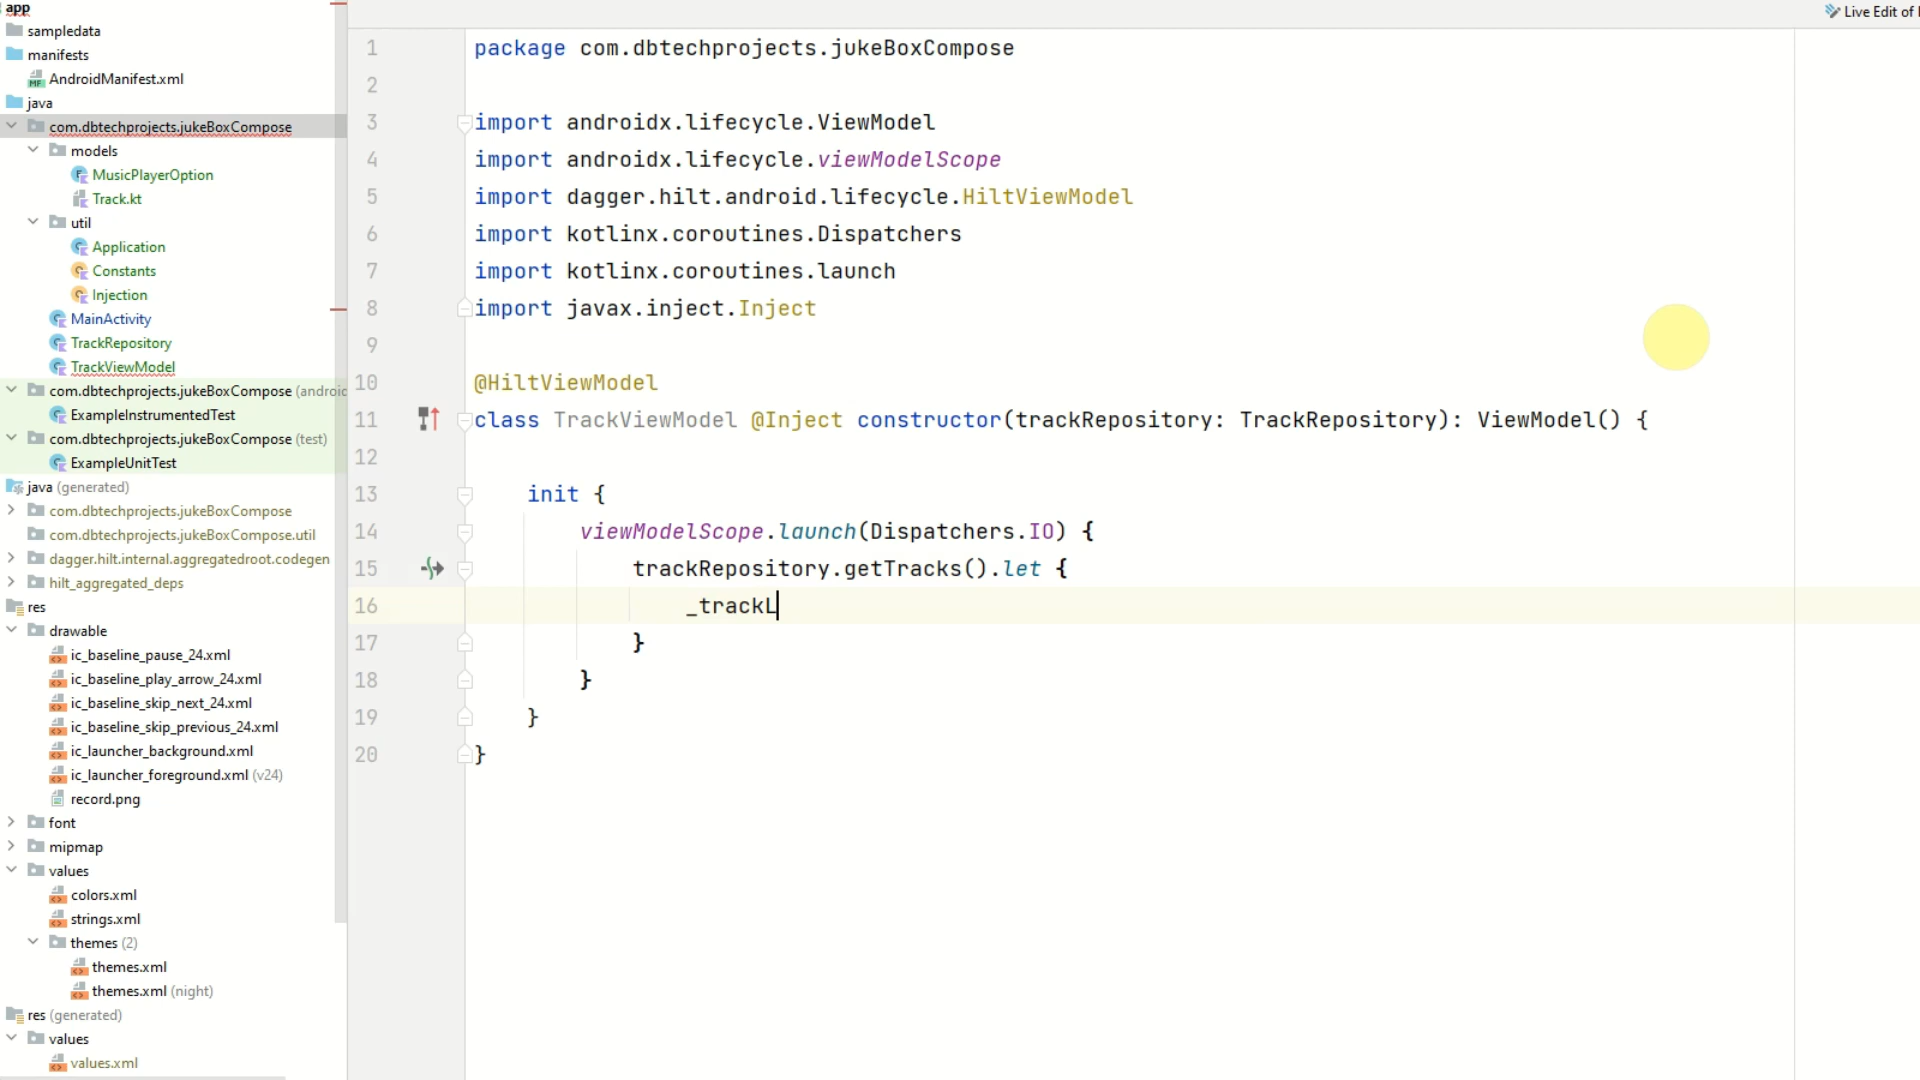 app
sampledata
manifests
AndroidManifest.xml
java
com.dbtechprojects.jukeBoxCompose
models
MusicPlayerOption
Track.kt
util
Application
Constants
Injection
MainActivity
TrackRepository
TrackViewModel
com.dbtechprojects.jukeBoxCompose (androic
ExampleInstrumentedTest
com.dbtechprojects.jukeBoxCompose (test)
ExampleUnitTest
java (generated)
com.dbtechprojects.jukeBoxCompose
com.dbtechprojects.jukeBoxCompose.util
dagger.hilt.internal.aggregatedroot.codegen
hilt_aggregated_deps
res
drawable
ic_baseline_pause_24.xml
ic_baseline_play_arrow_24.xml
ic_baseline_skip_next_24.xml
ic_baseline_skip_previous_24.xml
ic_launcher_background.xml
ic_launcher_foreground.xml (v24)
record.png
font
mipmap
values
colors.xml
strings.xml
themes (2)
themes.xml
themes.xml (night)
res (generated)
values
values.xml
Live Edit of
1 package com.dbtechprojects.jukeBoxCompose
2
3 import androidx.lifecycle.ViewModel
4 import androidx.lifecycle.viewModelScope
5 import dagger.hilt.android.lifecycle.HiltViewModel
6 import kotlinx.coroutines.Dispatchers
7 import kotlinx.coroutines.launch
8 import javax.inject.Inject
9
10 @HiltViewModel
11 class TrackViewModel @Inject constructor(trackRepository: TrackRepository): ViewModel() {
12
13 init {
14 viewModelScope.launch(Dispatchers.IO) {
15 trackRepository.getTracks().let {
16 _trackL
17 }
18 }
19 }
20 }